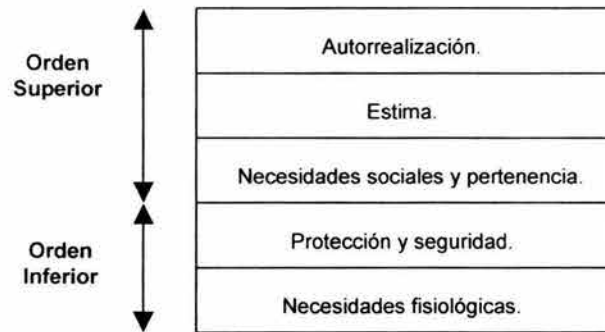 Orden
Superior
Autorrealización.
Estima.
Necesidades sociales y pertenencia.
Orden
Inferior
Protección y seguridad.
Necesidades fisiológicas.